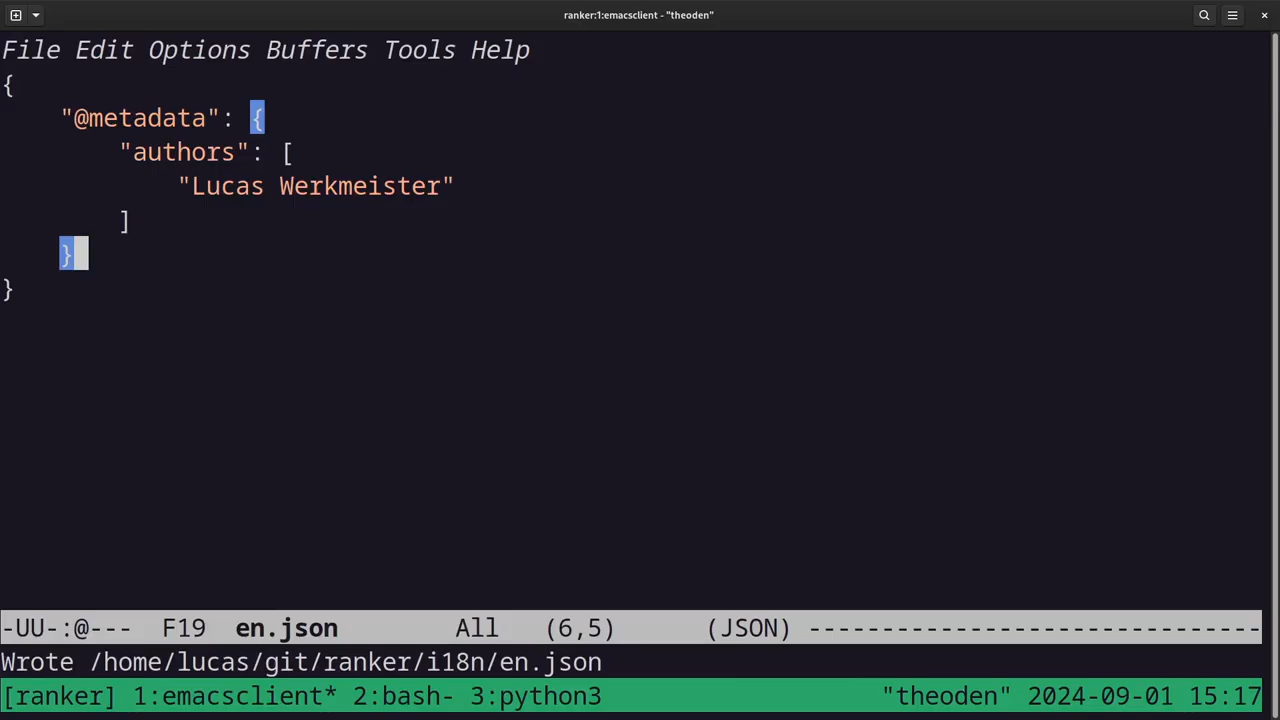 ranker:1:emacsclient - "theoden"
File Edit Options Buffers Tools Help
{
    "@metadata": {
        "authors": [
            "Lucas Werkmeister"
        ]
    }
}
-UU-:@---  F19  en.json        All   (6,5)      (JSON) -------------------------------
Wrote /home/lucas/git/ranker/i18n/en.json
[ranker] 1:emacsclient* 2:bash- 3:python3                   "theoden" 2024-09-01 15:17